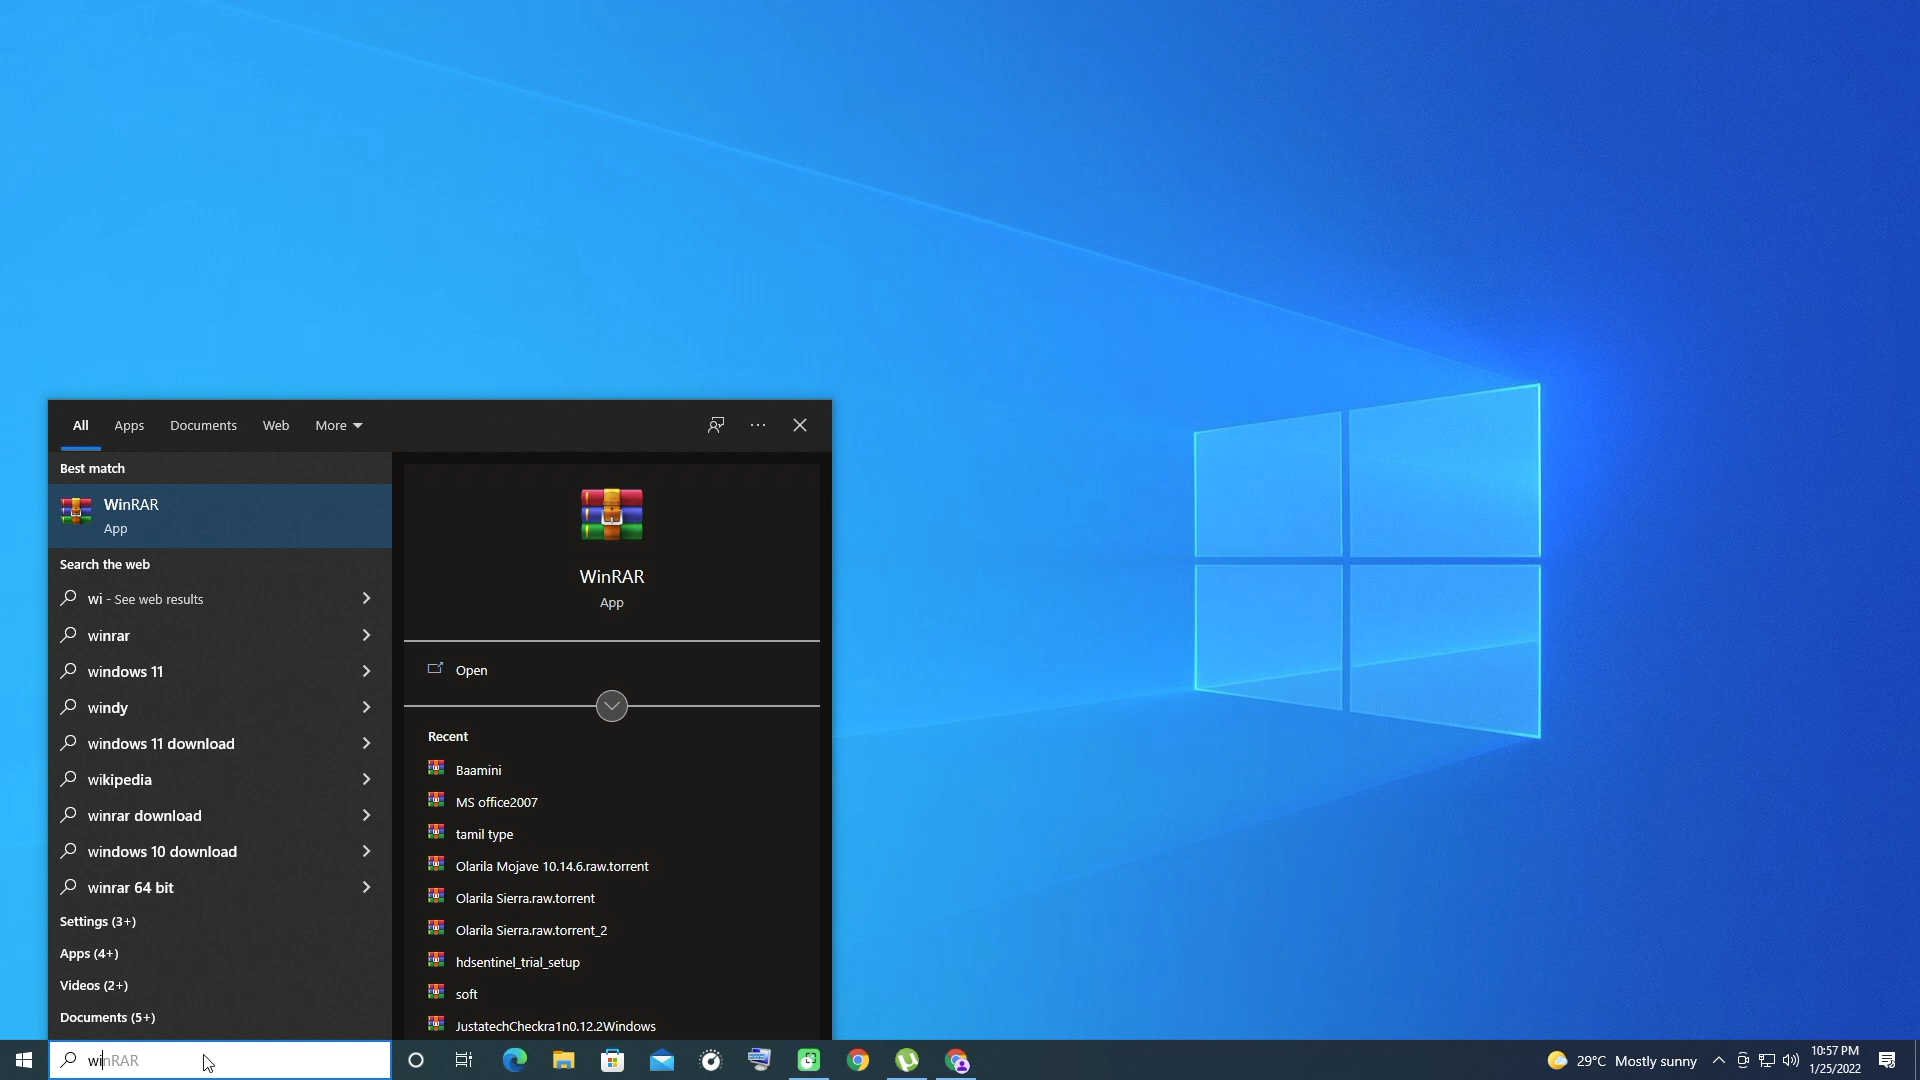 All Apps Documents Web More
Best match
WinRAR
App
Search the web
wi - See web results
winrar
windows 11
windy
windows 11 download
wikipedia
winrar download
windows 10 download
winrar 64 bit
Settings (3+)
Apps (4+)
Videos (2+)
Documents (5+)
WinRAR
App
Open
Recent
Baamini
MS office2007
tamil type
Olarila Mojave 10.14.6.raw.torrent
Olarila Sierra.raw.torrent
Olarila Sierra.raw.torrent_2
hdsentinel_trial_setup
soft
JustatechCheckra1n0.12.2Windows
winRAR
29°C Mostly sunny
10:57 PM
1/25/2022